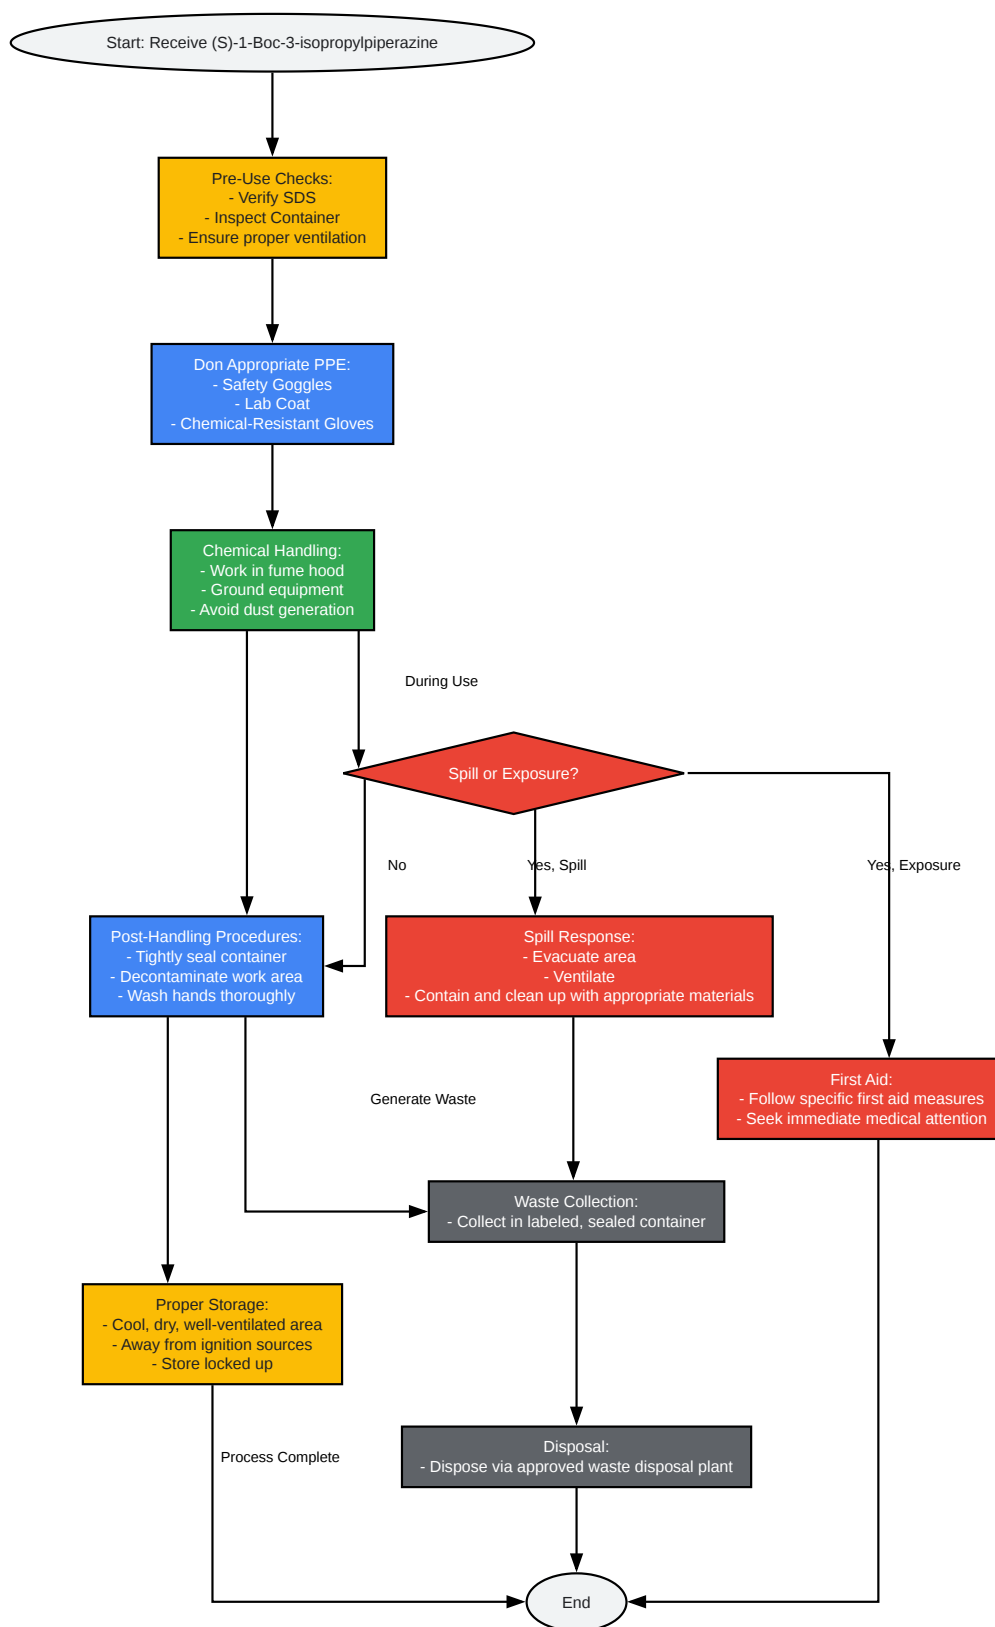 Start: Receive (S)-1-Boc-3-isopropylpiperazine
Pre-Use Checks:
- Verify SDS
- Inspect Container
- Ensure proper ventilation
Don Appropriate PPE:
- Safety Goggles
- Lab Coat
- Chemical-Resistant Gloves
Chemical Handling:
- Work in fume hood
- Ground equipment
- Avoid dust generation
During Use
Spill or Exposure?
No
Yes, Spill
Yes, Exposure
Post-Handling Procedures:
- Tightly seal container
- Decontaminate work area
- Wash hands thoroughly
Spill Response:
- Evacuate area
- Ventilate
- Contain and clean up with appropriate materials
First Aid:
- Follow specific first aid measures
- Seek immediate medical attention
Generate Waste
Waste Collection:
- Collect in labeled, sealed container
Proper Storage:
- Cool, dry, well-ventilated area
- Away from ignition sources
- Store locked up
Process Complete
Disposal:
- Dispose via approved waste disposal plant
End